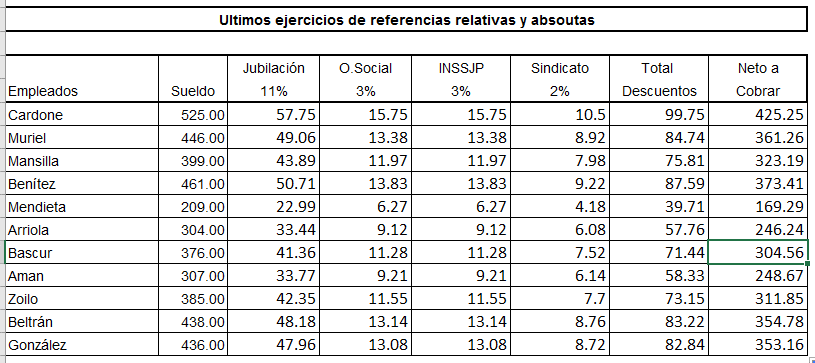 Ultimos ejercicios de referencias relativas y absoutas
Jubilación O.Social INSSJP Sindicato Total Neto a
Empleados Sueldo 11% 3% 3% 2% Descuentos Cobrar
Cardone 525.00 57.75 15.75 15.75 10.5 99.75 425.25
Muriel 446.00 49.06 13.38 13.38 8.92 84.74 361.26
Mansilla 399.00 43.89 11.97 11.97 7.98 75.81 323.19
Benítez 461.00 50.71 13.83 13.83 9.22 87.59 373.41
Mendieta 209.00 22.99 6.27 6.27 4.18 39.71 169.29
Arriola 304.00 33.44 9.12 9.12 6.08 57.76 246.24
Bascur 376.00 41.36 11.28 11.28 7.52 71.44 304.56
Aman 307.00 33.77 9.21 9.21 6.14 58.33 248.67
Zoilo 385.00 42.35 11.55 11.55 7.7 73.15 311.85
Beltrán 438.00 48.18 13.14 13.14 8.76 83.22 354.78
González 436.00 47.96 13.08 13.08 8.72 82.84 353.16